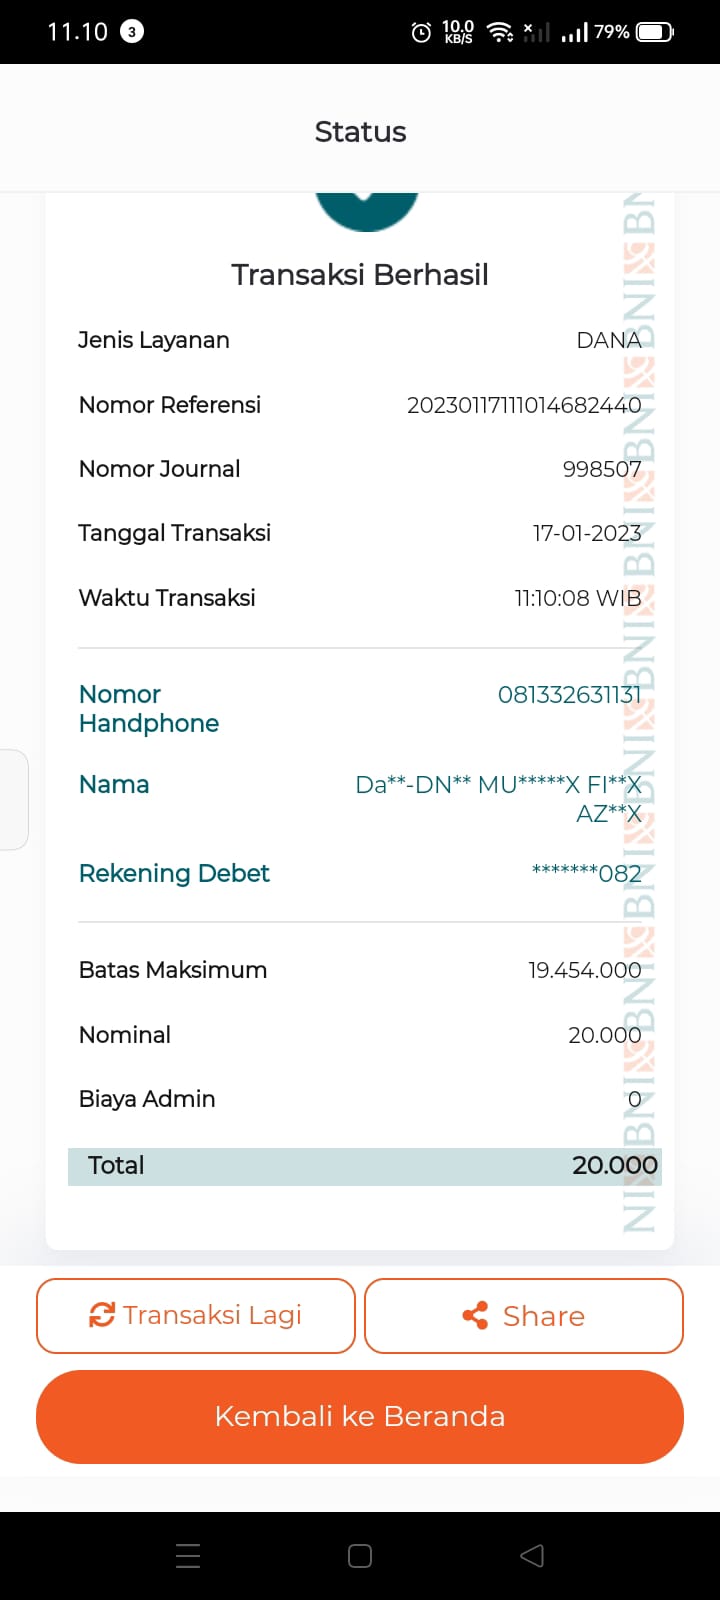 11.10 3 10.0 KB/S 79%
Status
Transaksi Berhasil
Jenis Layanan DANA
Nomor Referensi 20230117111014682440
Nomor Journal 998507
Tanggal Transaksi 17-01-2023
Waktu Transaksi 11:10:08 WIB
Nomor Handphone 081332631131
Nama Da**-DN** MU*****X FI**X
AZ**X
Rekening Debet *******082
Batas Maksimum 19.454.000
Nominal 20.000
Biaya Admin 0
Total 20.000
BNI BNI BNI BNI BNI BNI BNI BNI BN
Transaksi Lagi Share
Kembali ke Beranda